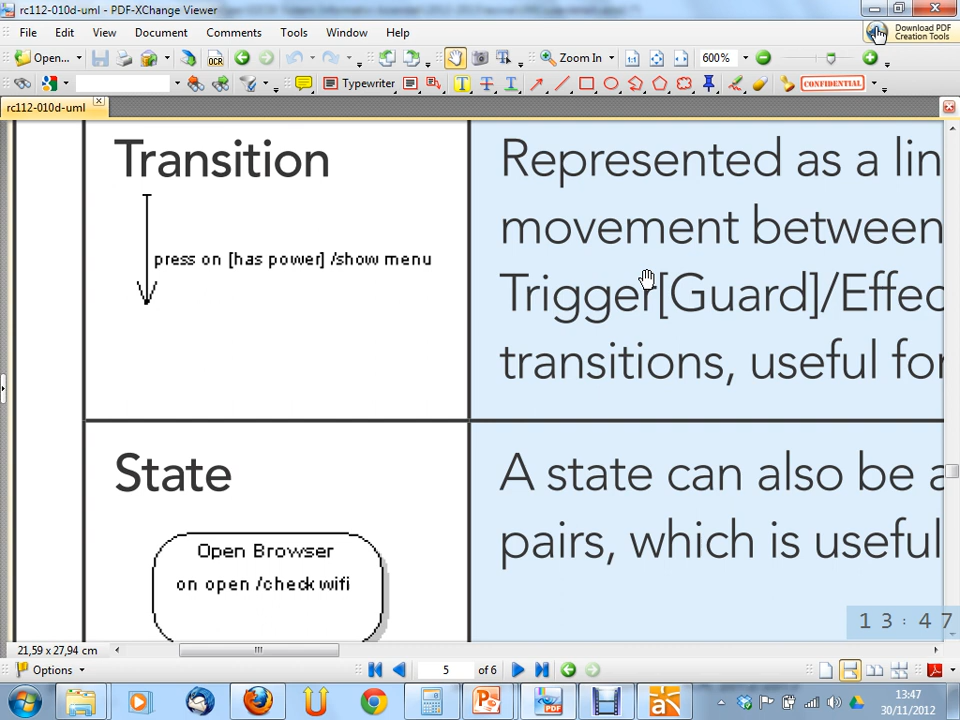 rc112-010d-uml - PDF-XChange Viewer
File Edit View Document Comments Tools Window Help
Download PDF
Creation Tools
Open... OCR Zoom In 600%
Typewriter CONFIDENTIAL
rc112-010d-uml
Transition
press on [has power] /show menu
Represented as a lin
movement between
Trigger[Guard]/Effec
transitions, useful for
State
Open Browser
on open /check wifi
A state can also be a
pairs, which is useful
13:47
21,59 x 27,94 cm
Options 5 of 6
PDF
13:47
30/11/2012